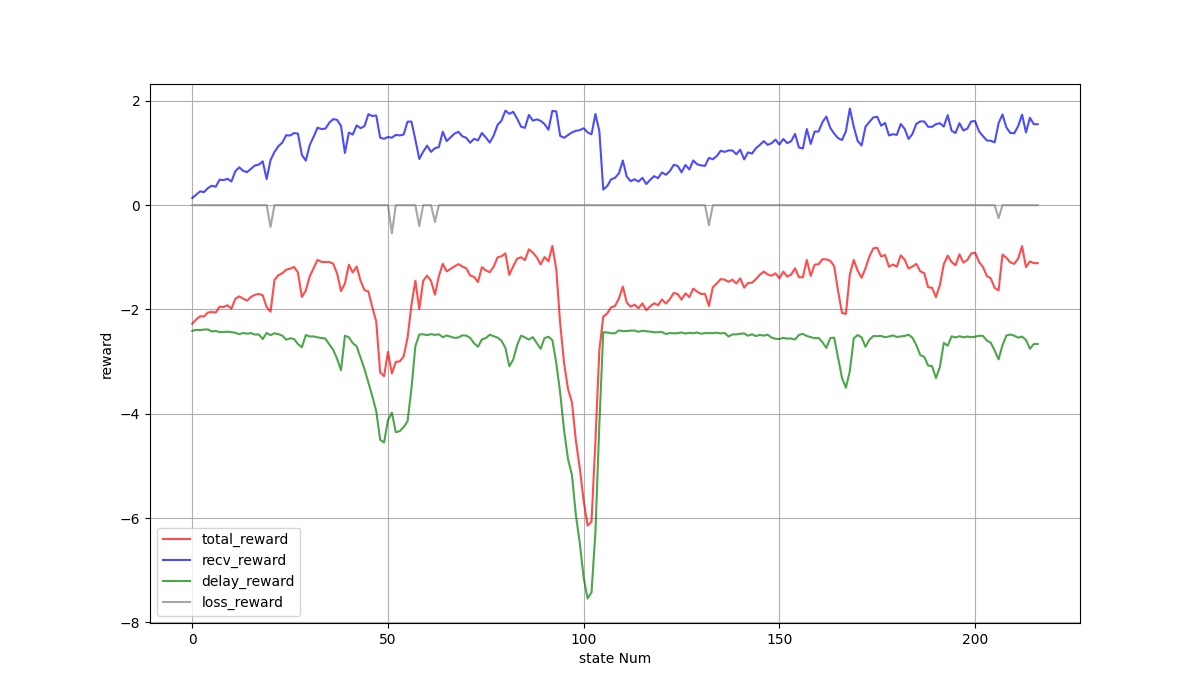 2
0
−2
−4
−6
−8
reward
total_reward
recv_reward
delay_reward
loss_reward
0 50 100 150 200
state Num